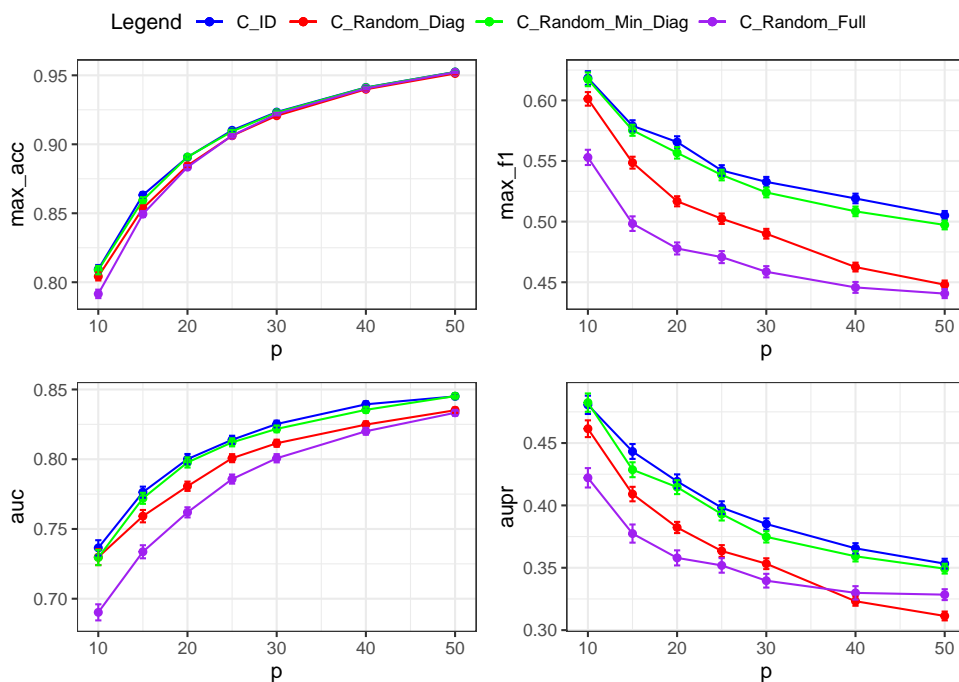 Legend C_ID C_Random_Diag C_Random_Min_Diag C_Random_Full
0.95
0.90
0.85
0.80
max_acc
10 20 30 40 50
p
0.60
0.55
0.50
0.45
max_f1
10 20 30 40 50
p
0.85
0.80
0.75
0.70
auc
10 20 30 40 50
p
0.45
0.40
0.35
0.30
aupr
10 20 30 40 50
p